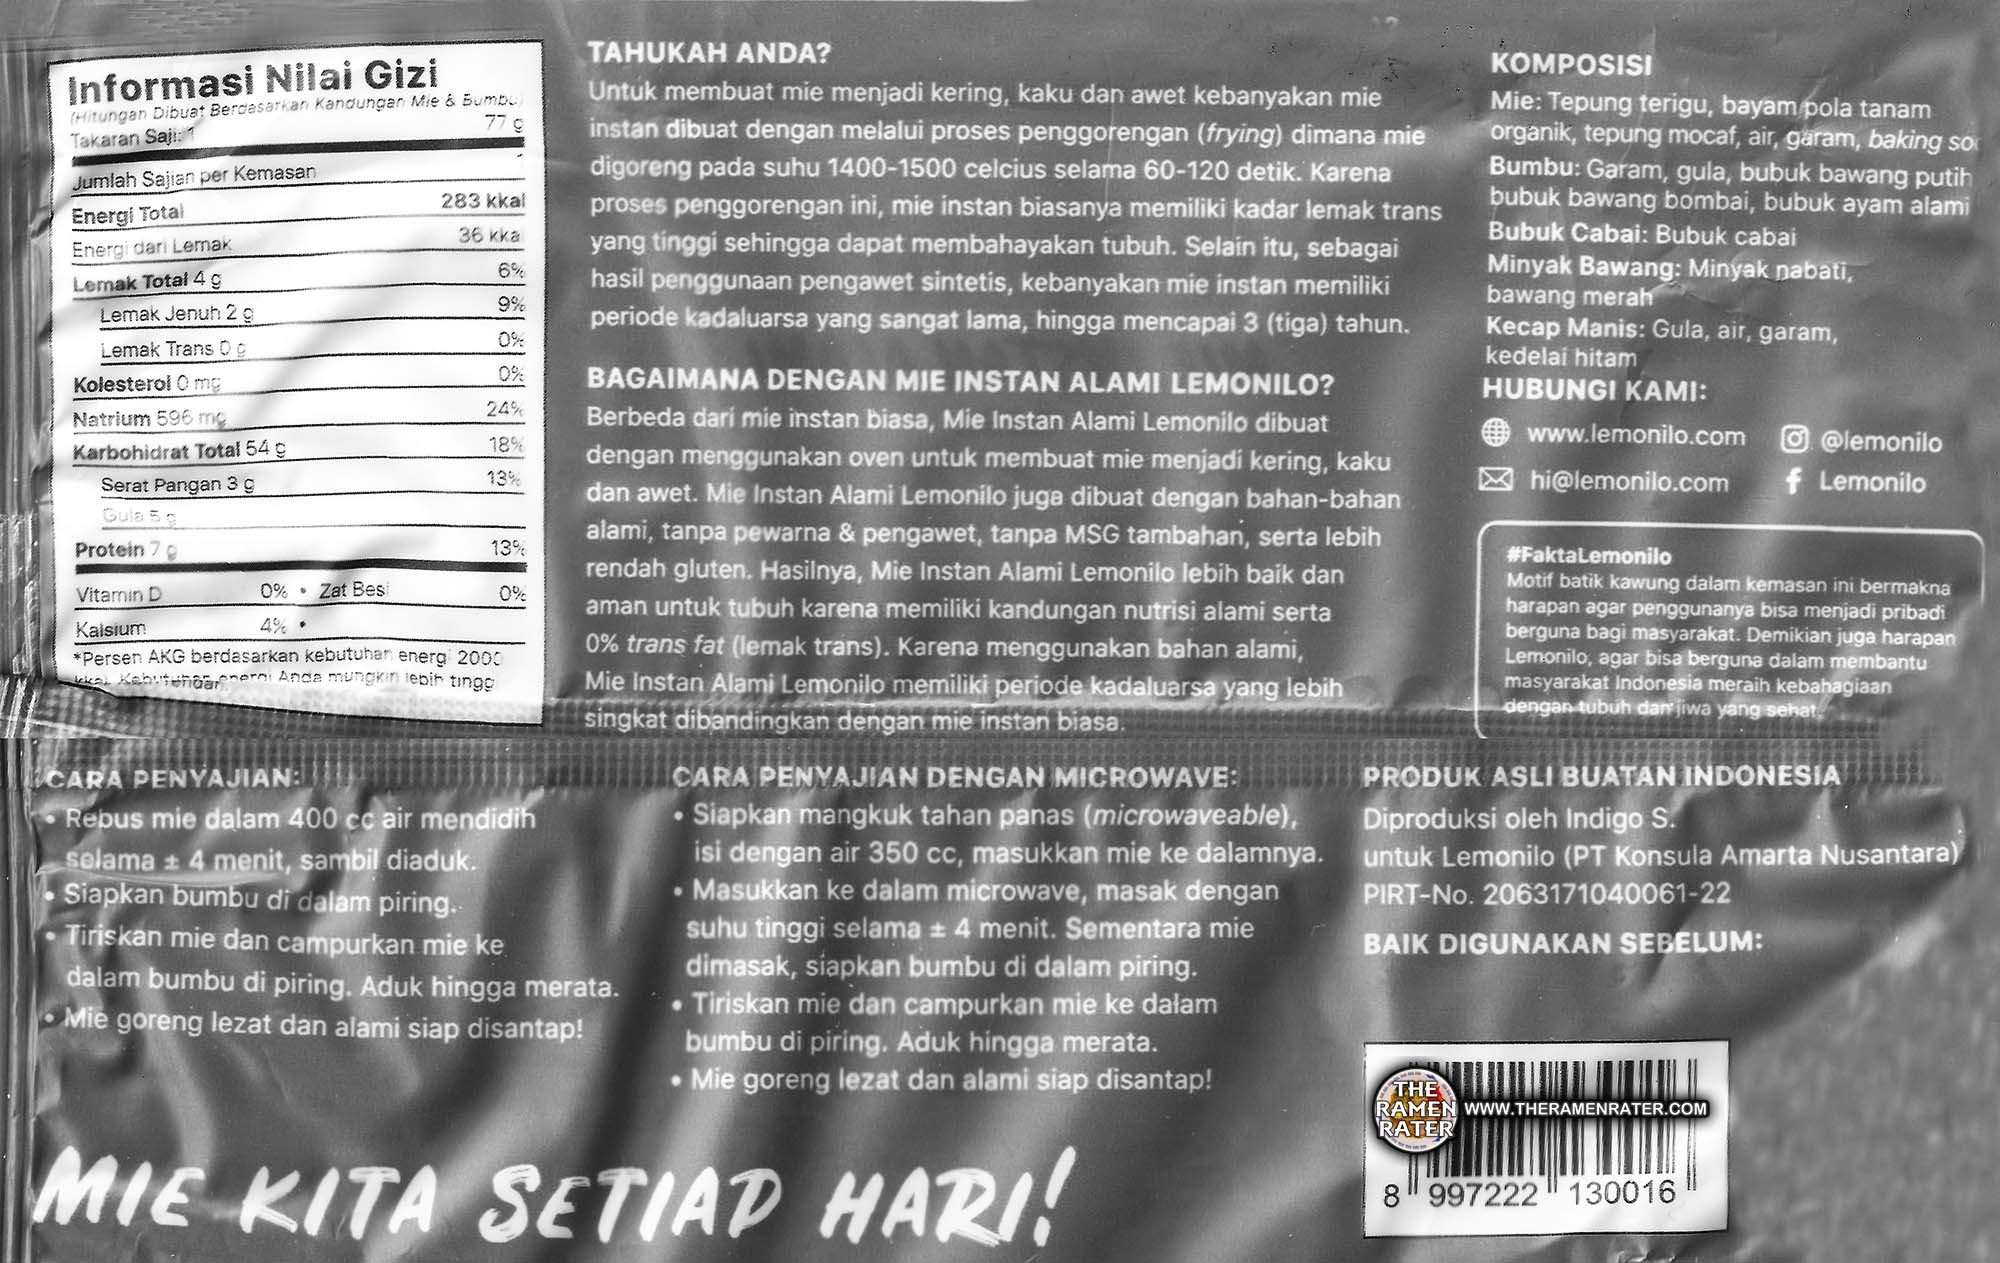 Informasi Nilai Gizi
(Hitungan Dibuat Berdasarkan Kandungan Mie & Bumbu)
Takaran Saji: 1 77 g
Jumlah Sajian per Kemasan 1
Energi Total 283 kkal
Energi dari Lemak 36 kka
Lemak Total 4 g 6%
Lemak Jenuh 2 g 9%
Lemak Trans 0 g 0%
Kolesterol 0 mg 0%
Natrium 596 mg 24%
Karbohidrat Total 54 g 18%
Serat Pangan 3 g 13%
Gula 5 g
Protein 7 g 13%
Vitamin D 0% • Zat Besi 0%
Kalsium 4% •
*Persen AKG berdasarkan kebutuhan energi 2000
kkal. Kebutuhan energi Anda mungkin lebih tingg
TAHUKAH ANDA?
Untuk membuat mie menjadi kering, kaku dan awet kebanyakan mie
instan dibuat dengan melalui proses penggorengan (frying) dimana mie
digoreng pada suhu 1400-1500 celcius selama 60-120 detik. Karena
proses penggorengan ini, mie instan biasanya memiliki kadar lemak trans
yang tinggi sehingga dapat membahayakan tubuh. Selain itu, sebagai
hasil penggunaan pengawet sintetis, kebanyakan mie instan memiliki
periode kadaluarsa yang sangat lama, hingga mencapai 3 (tiga) tahun.
BAGAIMANA DENGAN MIE INSTAN ALAMI LEMONILO?
Berbeda dari mie instan biasa, Mie Instan Alami Lemonilo dibuat
dengan menggunakan oven untuk membuat mie menjadi kering, kaku
dan awet. Mie Instan Alami Lemonilo juga dibuat dengan bahan-bahan
alami, tanpa pewarna & pengawet, tanpa MSG tambahan, serta lebih
rendah gluten. Hasilnya, Mie Instan Alami Lemonilo lebih baik dan
aman untuk tubuh karena memiliki kandungan nutrisi alami serta
0% trans fat (lemak trans). Karena menggunakan bahan alami,
Mie Instan Alami Lemonilo memiliki periode kadaluarsa yang lebih
singkat dibandingkan dengan mie instan biasa.
KOMPOSISI
Mie: Tepung terigu, bayam pola tanam
organik, tepung mocaf, air, garam, baking so
Bumbu: Garam, gula, bubuk bawang putih
bubuk bawang bombai, bubuk ayam alami
Bubuk Cabai: Bubuk cabai
Minyak Bawang: Minyak nabati,
bawang merah
Kecap Manis: Gula, air, garam,
kedelai hitam
HUBUNGI KAMI:
www.lemonilo.com @lemonilo
hi@lemonilo.com Lemonilo
#FaktaLemonilo
Motif batik kawung dalam kemasan ini bermakna
harapan agar penggunanya bisa menjadi pribadi
berguna bagi masyarakat. Demikian juga harapan
Lemonilo, agar bisa berguna dalam membantu
masyarakat Indonesia meraih kebahagiaan
dengan tubuh dan jiwa yang sehat.
CARA PENYAJIAN:
• Rebus mie dalam 400 cc air mendidih
selama ± 4 menit, sambil diaduk.
• Siapkan bumbu di dalam piring.
• Tiriskan mie dan campurkan mie ke
dalam bumbu di piring. Aduk hingga merata.
• Mie goreng lezat dan alami siap disantap!
CARA PENYAJIAN DENGAN MICROWAVE:
• Siapkan mangkuk tahan panas (microwaveable),
isi dengan air 350 cc, masukkan mie ke dalamnya.
• Masukkan ke dalam microwave, masak dengan
suhu tinggi selama ± 4 menit. Sementara mie
dimasak, siapkan bumbu di dalam piring.
• Tiriskan mie dan campurkan mie ke dalam
bumbu di piring. Aduk hingga merata.
• Mie goreng lezat dan alami siap disantap!
PRODUK ASLI BUATAN INDONESIA
Diproduksi oleh Indigo S.
untuk Lemonilo (PT Konsula Amarta Nusantara)
PIRT-No. 2063171040061-22
BAIK DIGUNAKAN SEBELUM:
THE
RAMEN
RATER
WWW.THERAMENRATER.COM
8 997222 130016
MIE KITA SETIAP HARI!